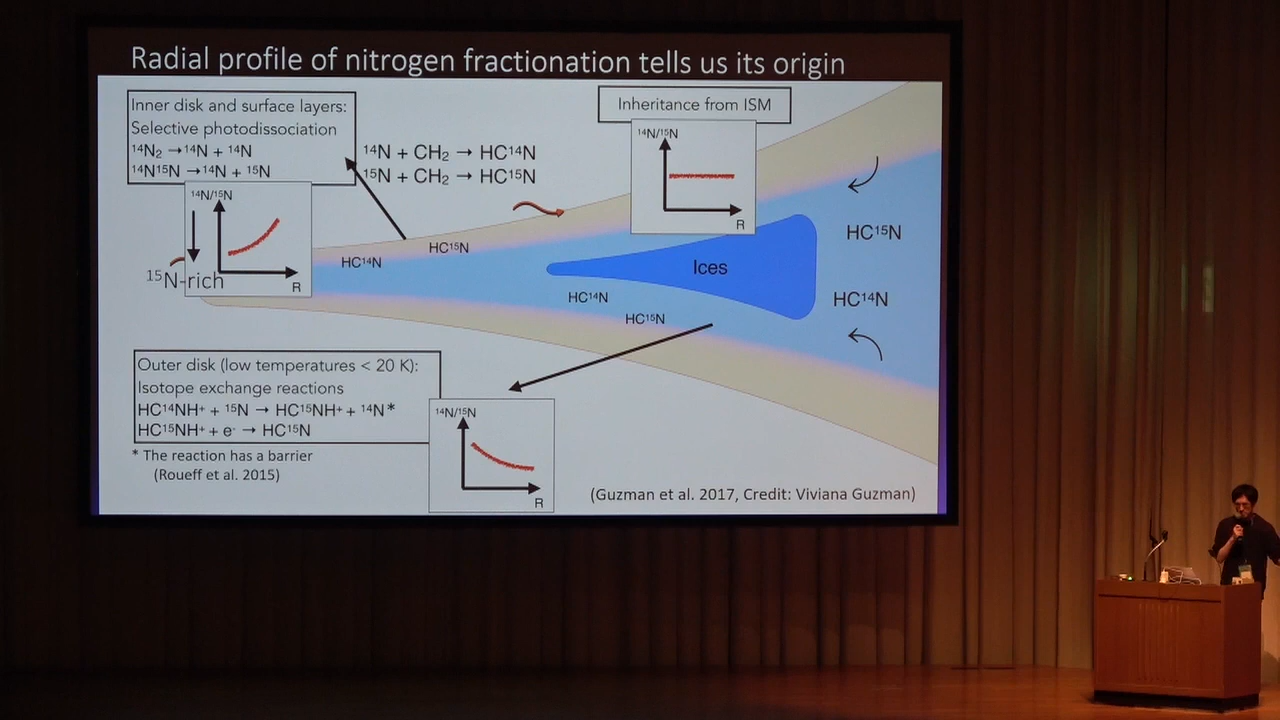 Radial profile of nitrogen fractionation tells us its origin
Inner disk and surface layers:
Selective photodissociation
¹⁴N₂ →¹⁴N + ¹⁴N
¹⁴N¹⁵N →¹⁴N + ¹⁵N
¹⁴N + CH₂ → HC¹⁴N
¹⁵N + CH₂ → HC¹⁵N
Inheritance from ISM
¹⁴N/¹⁵N
R
¹⁴N/¹⁵N
R
¹⁵N-rich
HC¹⁴N
HC¹⁵N
Ices
HC¹⁵N
HC¹⁴N
HC¹⁴N
HC¹⁵N
Outer disk (low temperatures < 20 K):
Isotope exchange reactions
HC¹⁴NH⁺ + ¹⁵N → HC¹⁵NH⁺ + ¹⁴N*
HC¹⁵NH⁺ + e⁻ → HC¹⁵N
* The reaction has a barrier
(Roueff et al. 2015)
¹⁴N/¹⁵N
R
(Guzman et al. 2017, Credit: Viviana Guzman)